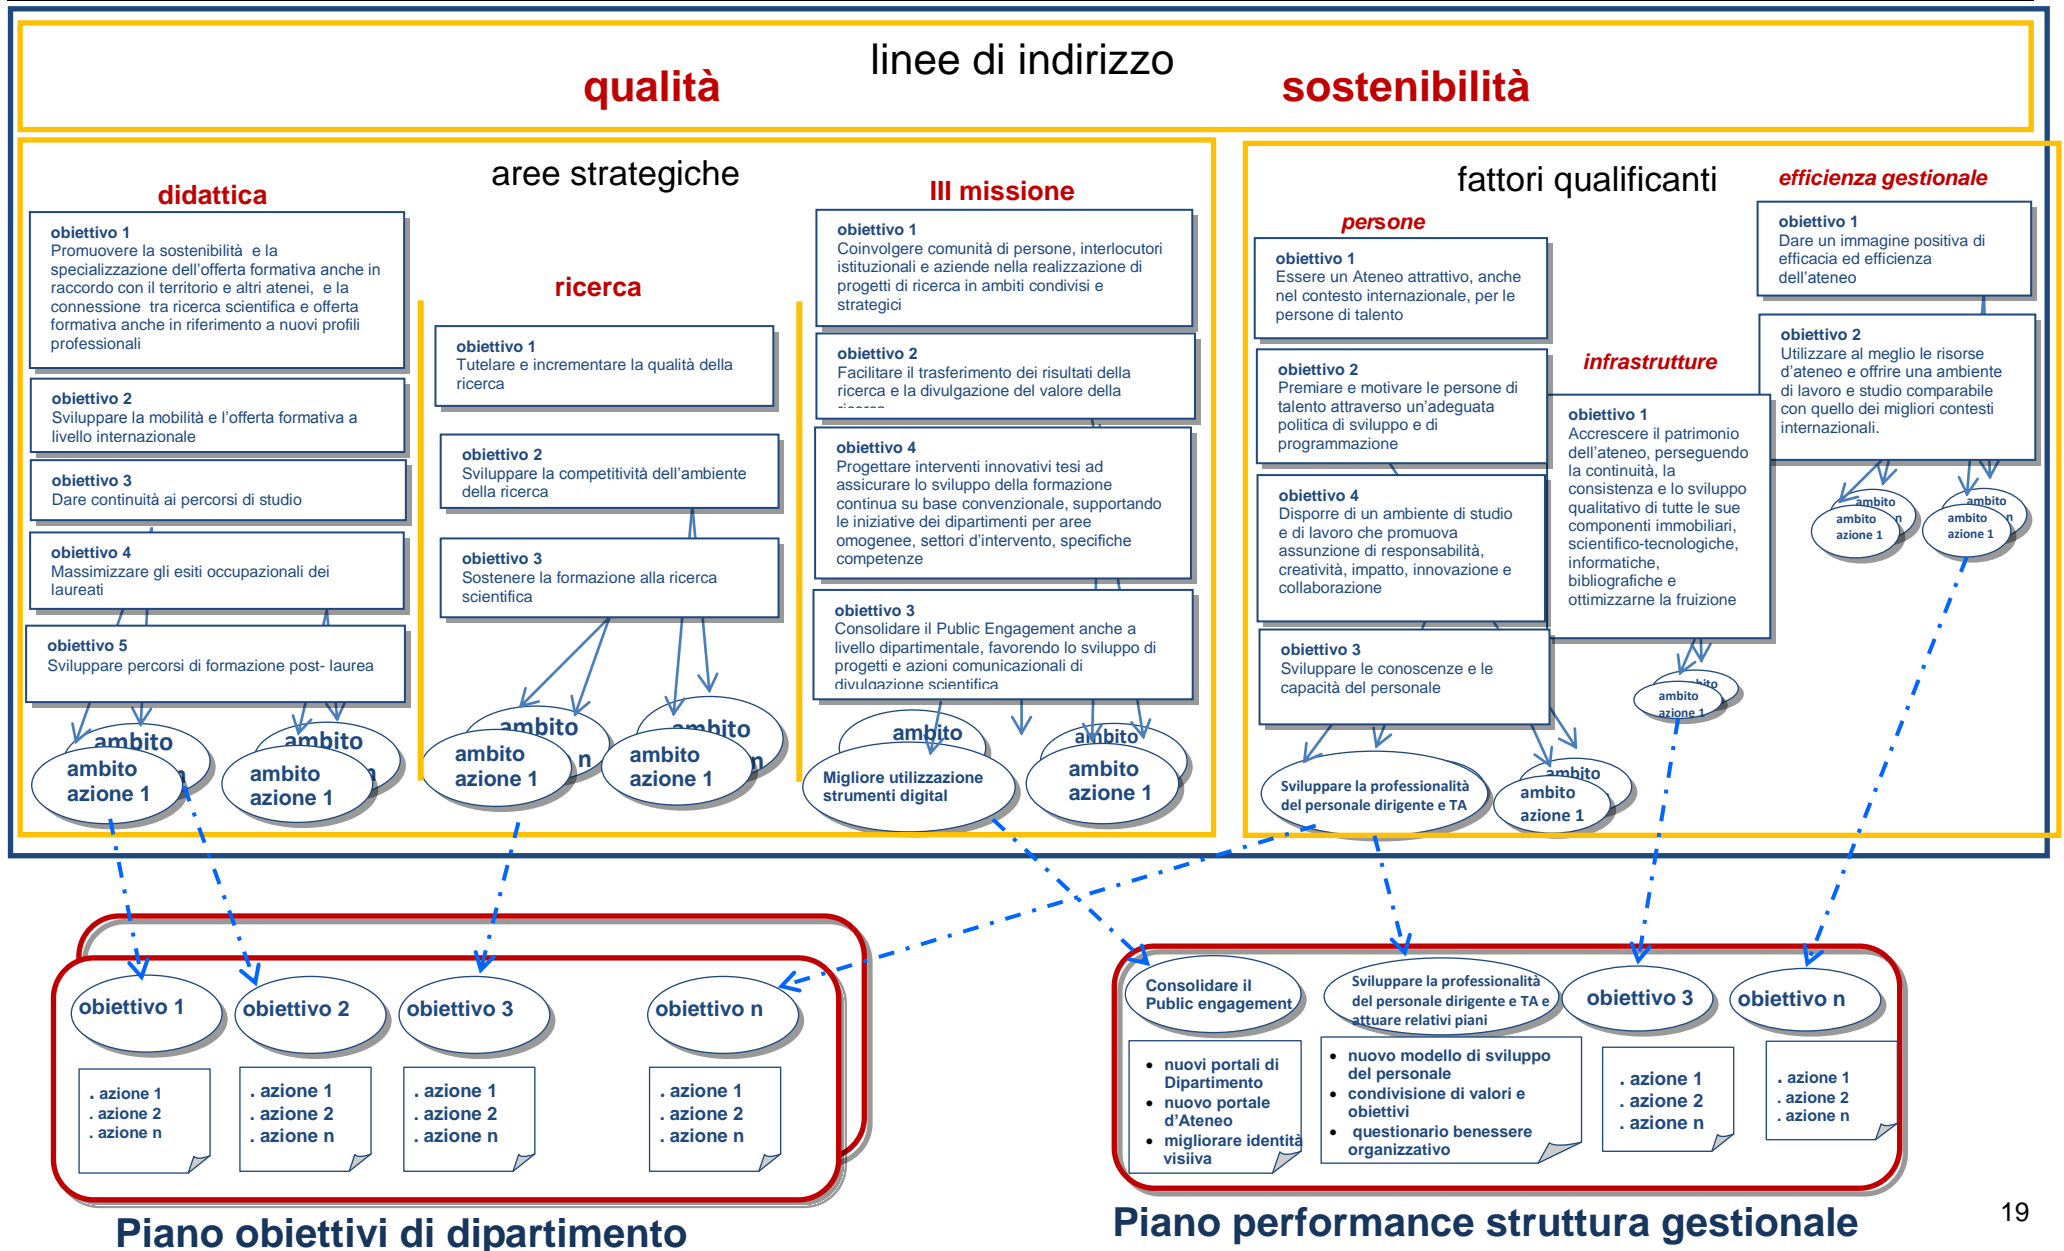 linee di indirizzo
qualità
sostenibilità
aree strategiche
didattica
obiettivo 1
Promuovere la sostenibilità e la
specializzazione dell'offerta formativa anche in
raccordo con il territorio e altri atenei, e la
connessione tra ricerca scientifica e offerta
formativa anche in riferimento a nuovi profili
professionali
obiettivo 2
Sviluppare la mobilità e l'offerta formativa a
livello internazionale
obiettivo 3
Dare continuità ai percorsi di studio
obiettivo 4
Massimizzare gli esiti occupazionali dei
laureati
obiettivo 5
Sviluppare percorsi di formazione post- laurea
ambito
ambito
azione 1
ambito
ambito
azione 1
ricerca
obiettivo 1
Tutelare e incrementare la qualità della
ricerca
obiettivo 2
Sviluppare la competitività dell'ambiente
della ricerca
obiettivo 3
Sostenere la formazione alla ricerca
scientifica
ambito
n
ambito
azione 1
ambito
ambito
azione 1
III missione
obiettivo 1
Coinvolgere comunità di persone, interlocutori
istituzionali e aziende nella realizzazione di
progetti di ricerca in ambiti condivisi e
strategici
obiettivo 2
Facilitare il trasferimento dei risultati della
ricerca e la divulgazione del valore della
obiettivo 4
Progettare interventi innovativi tesi ad
assicurare lo sviluppo della formazione
continua su base convenzionale, supportando
le iniziative dei dipartimenti per aree
omogenee, settori d'intervento, specifiche
competenze
obiettivo 3
Consolidare il Public Engagement anche a
livello dipartimentale, favorendo lo sviluppo di
progetti e azioni comunicazionali di
divulgazione scientifica
ambito
Migliore utilizzazione
strumenti digital
ambito
ambito
azione 1
fattori qualificanti
persone
obiettivo 1
Essere un Ateneo attrattivo, anche
nel contesto internazionale, per le
persone di talento
obiettivo 2
Premiare e motivare le persone di
talento attraverso un'adeguata
politica di sviluppo e di
programmazione
obiettivo 4
Disporre di un ambiente di studio
e di lavoro che promuova
assunzione di responsabilità,
creatività, impatto, innovazione e
collaborazione
obiettivo 3
Sviluppare le conoscenze e le
capacità del personale
Sviluppare la professionalità
del personale dirigente e TA
ambito
ambito
azione 1
infrastrutture
obiettivo 1
Accrescere il patrimonio
dell'ateneo, perseguendo
la continuità, la
consistenza e lo sviluppo
qualitativo di tutte le sue
componenti immobiliari,
scientifico-tecnologiche,
informatiche,
bibliografiche e
ottimizzarne la fruizione
ambito
azione 1
efficienza gestionale
obiettivo 1
Dare un immagine positiva di
efficacia ed efficienza
dell'ateneo
obiettivo 2
Utilizzare al meglio le risorse
d'ateneo e offrire una ambiente
di lavoro e studio comparabile
con quello dei migliori contesti
internazionali.
ambito
n
ambito
azione 1
ambito
n
ambito
azione 1
obiettivo 1
. azione 1
. azione 2
. azione n
obiettivo 2
. azione 1
. azione 2
. azione n
obiettivo 3
. azione 1
. azione 2
. azione n
obiettivo n
. azione 1
. azione 2
. azione n
Piano obiettivi di dipartimento
Consolidare il
Public engagement
• nuovi portali di
Dipartimento
• nuovo portale
d'Ateneo
• migliorare identità
visiiva
Sviluppare la professionalità
del personale dirigente e TA e
attuare relativi piani
• nuovo modello di sviluppo
del personale
• condivisione di valori e
obiettivi
• questionario benessere
organizzativo
obiettivo 3
. azione 1
. azione 2
. azione n
obiettivo n
. azione 1
. azione 2
. azione n
Piano performance struttura gestionale
19